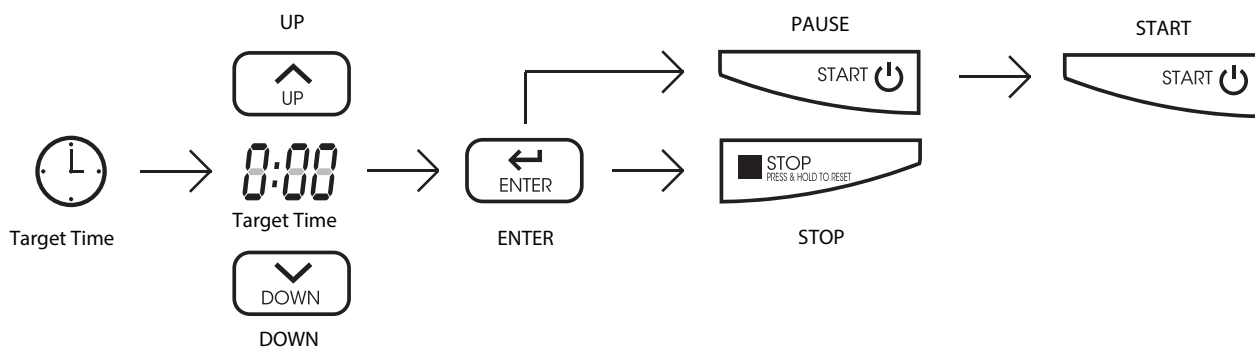 UP
UP
Target Time
0:00
Target Time
DOWN
DOWN
ENTER
ENTER
PAUSE
START
STOP
PRESS & HOLD TO RESET
STOP
START
START